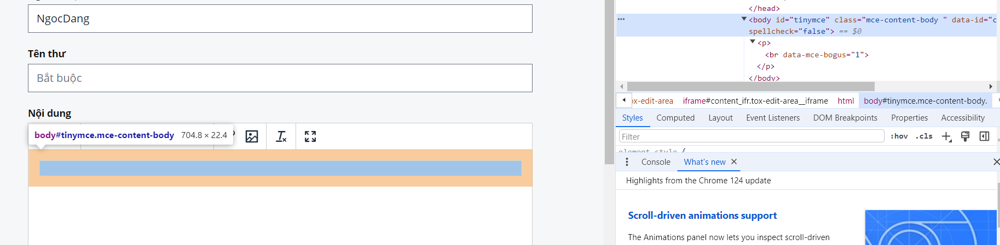 NgocDang
Tên thư
Bắt buộc
Nội dung
body#tinymce.mce-content-body 704.8 × 22.4
</head>
••• <body id="tinymce" class="mce-content-body " data-id="c
spellcheck="false"> == $0
<p>
<br data-mce-bogus="1">
</p>
</body>
ox-edit-area iframe#content_ifr.tox-edit-area__iframe html body#tinymce.mce-content-body.
Styles Computed Layout Event Listeners DOM Breakpoints Properties Accessibility
Filter :hov .cls
element.style {
Console What's new
Highlights from the Chrome 124 update
Scroll-driven animations support
The Animations panel now lets you inspect scroll-driven